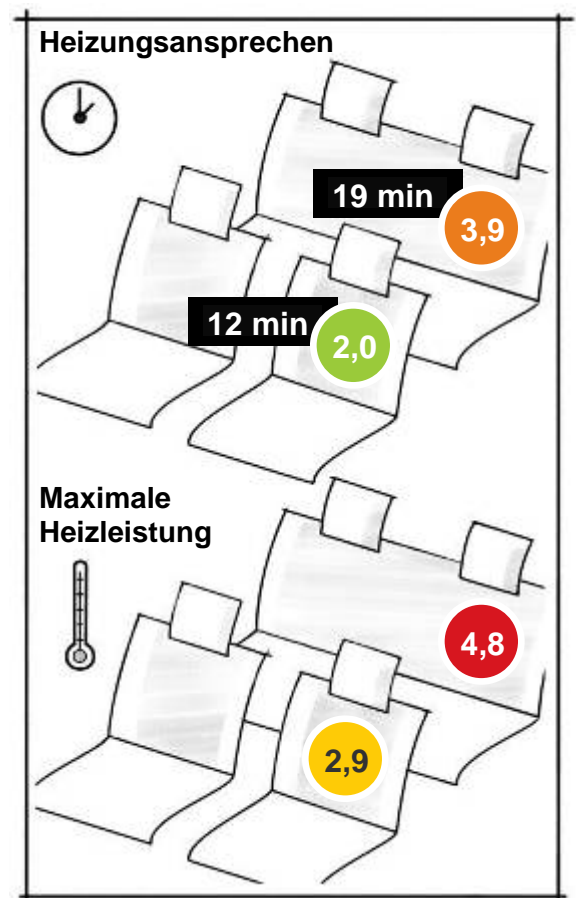 Heizungsansprechen
19 min
3,9
12 min
2,0
Maximale
Heizleistung
4,8
2,9